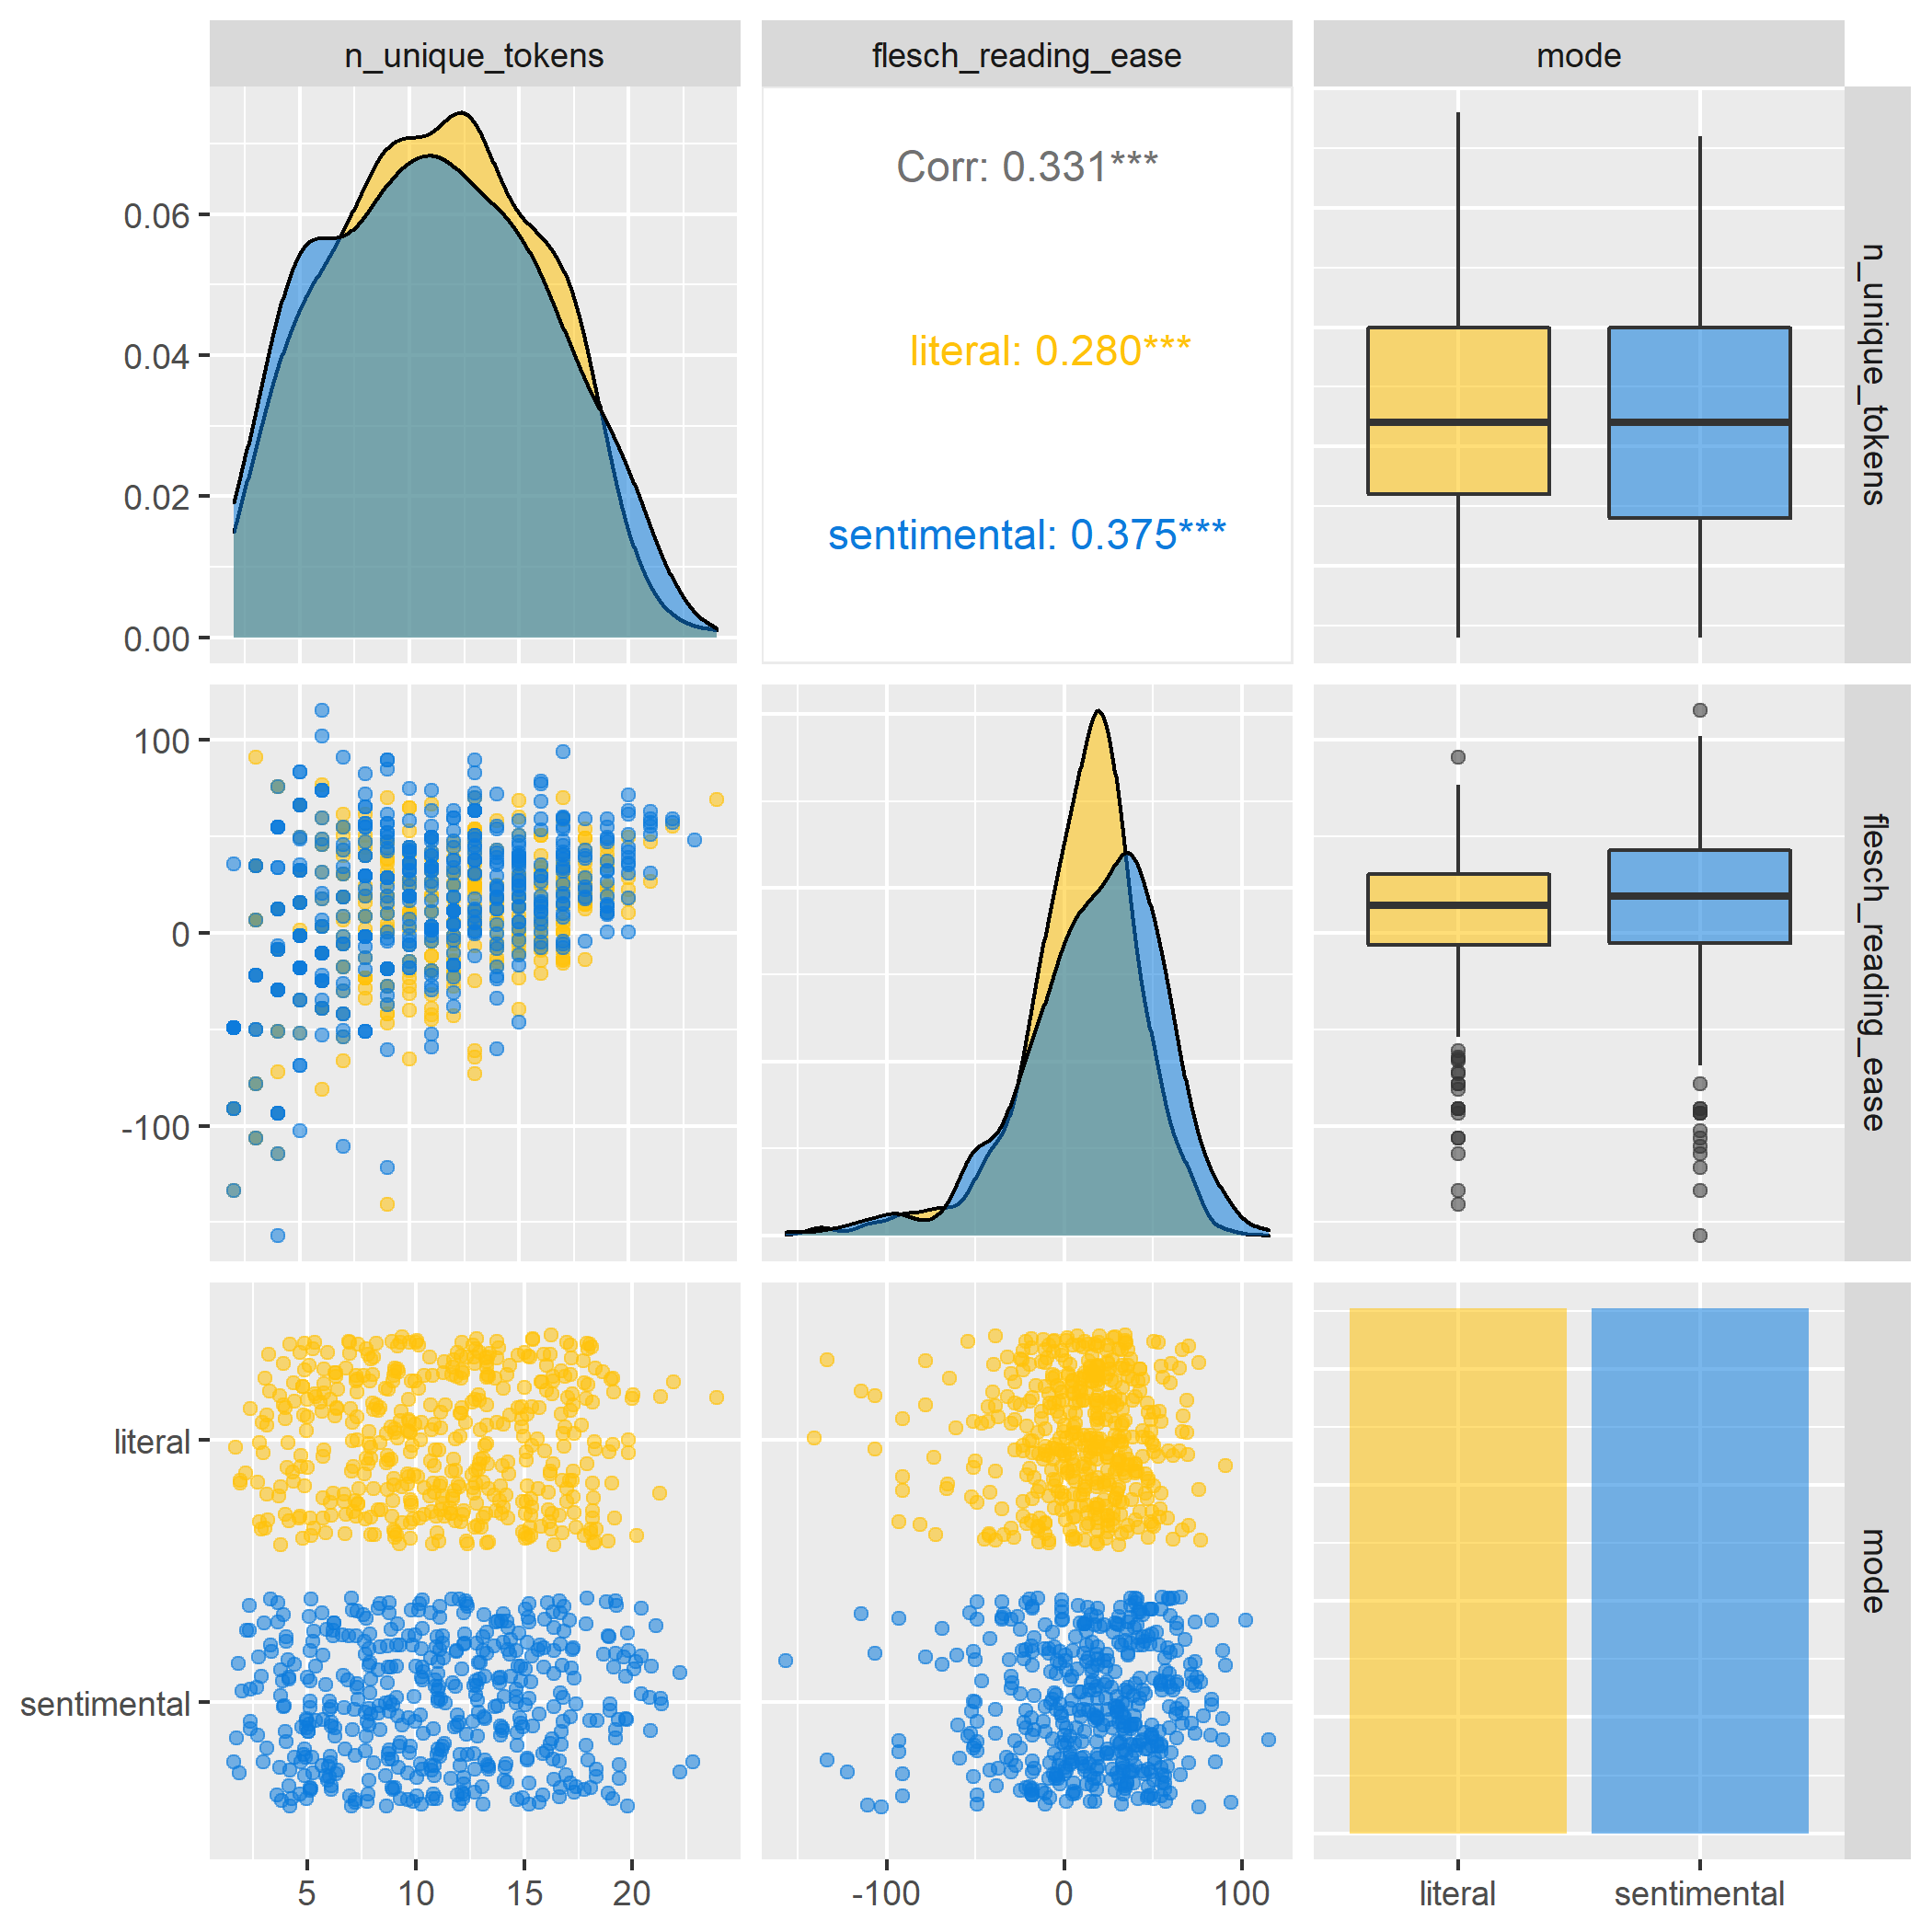 n_unique_tokens
flesch_reading_ease
mode
0.06
0.04
0.02
0.00
Corr: 0.331***
literal: 0.280***
sentimental: 0.375***
n_unique_tokens
100
0
-100
flesch_reading_ease
literal
sentimental
mode
5
10
15
20
-100
0
100
literal
sentimental